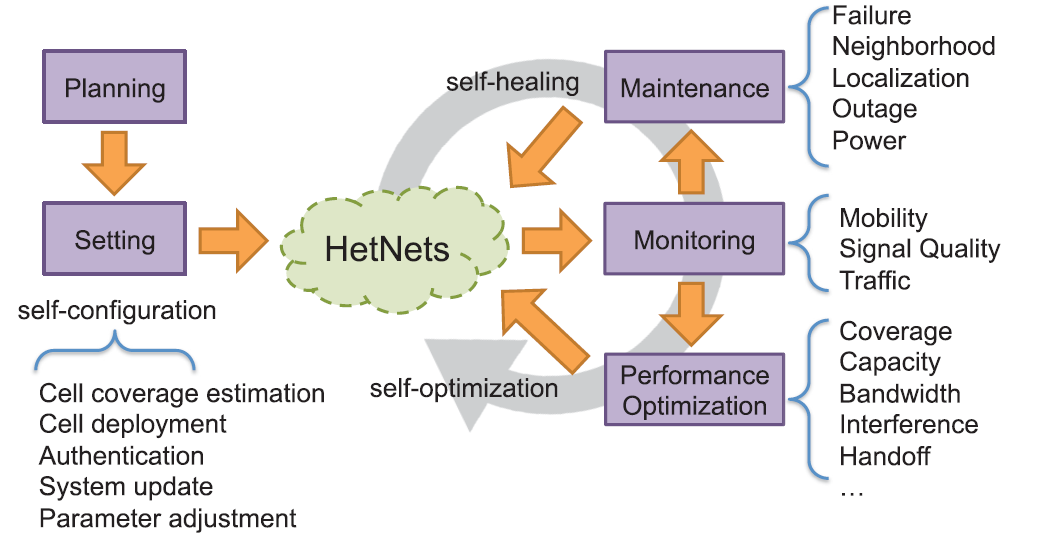 Planning
Setting
self-configuration
Cell coverage estimation
Cell deployment
Authentication
System update
Parameter adjustment
HetNets
self-healing
self-optimization
Maintenance
Failure
Neighborhood
Localization
Outage
Power
Monitoring
Mobility
Signal Quality
Traffic
Performance
Optimization
Coverage
Capacity
Bandwidth
Interference
Handoff
…